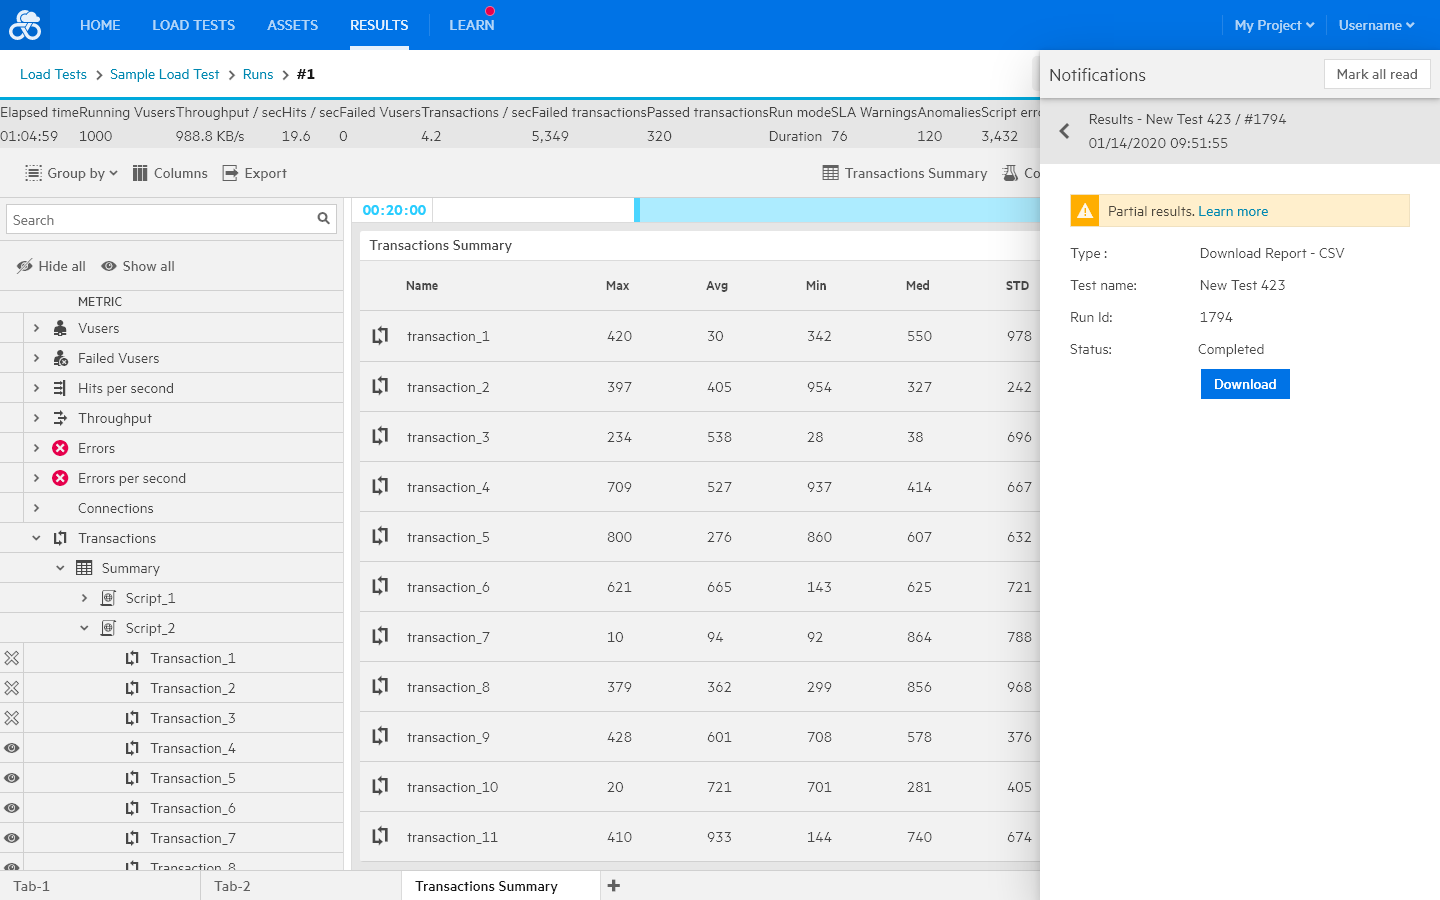 HOME LOAD TESTS ASSETS RESULTS LEARN My Project Username
Load Tests Sample Load Test Runs #1
Elapsed time Running Vusers Throughput / sec Hits / sec Failed Vusers Transactions / sec Failed transactions Passed transactions Run mode SLA Warnings Anomalies Script erro
01:04:59 1000 988.8 KB/s 19.6 0 4.2 5,349 320 Duration 76 120 3,432
Group by Columns Export Transactions Summary Co
Search
Hide all Show all
METRIC
Vusers
Failed Vusers
Hits per second
Throughput
Errors
Errors per second
Connections
Transactions
Summary
Script_1
Script_2
Transaction_1
Transaction_2
Transaction_3
Transaction_4
Transaction_5
Transaction_6
Transaction_7
Transaction_8
00:20:00
Transactions Summary
Name Max Avg Min Med STD
transaction_1 420 30 342 550 978
transaction_2 397 405 954 327 242
transaction_3 234 538 28 38 696
transaction_4 709 527 937 414 667
transaction_5 800 276 860 607 632
transaction_6 621 665 143 625 721
transaction_7 10 94 92 864 788
transaction_8 379 362 299 856 968
transaction_9 428 601 708 578 376
transaction_10 20 721 701 281 405
transaction_11 410 933 144 740 674
Tab-1 Tab-2 Transactions Summary
Notifications Mark all read
Results - New Test 423 / #1794
01/14/2020 09:51:55
Partial results. Learn more
Type : Download Report - CSV
Test name: New Test 423
Run Id: 1794
Status: Completed
Download